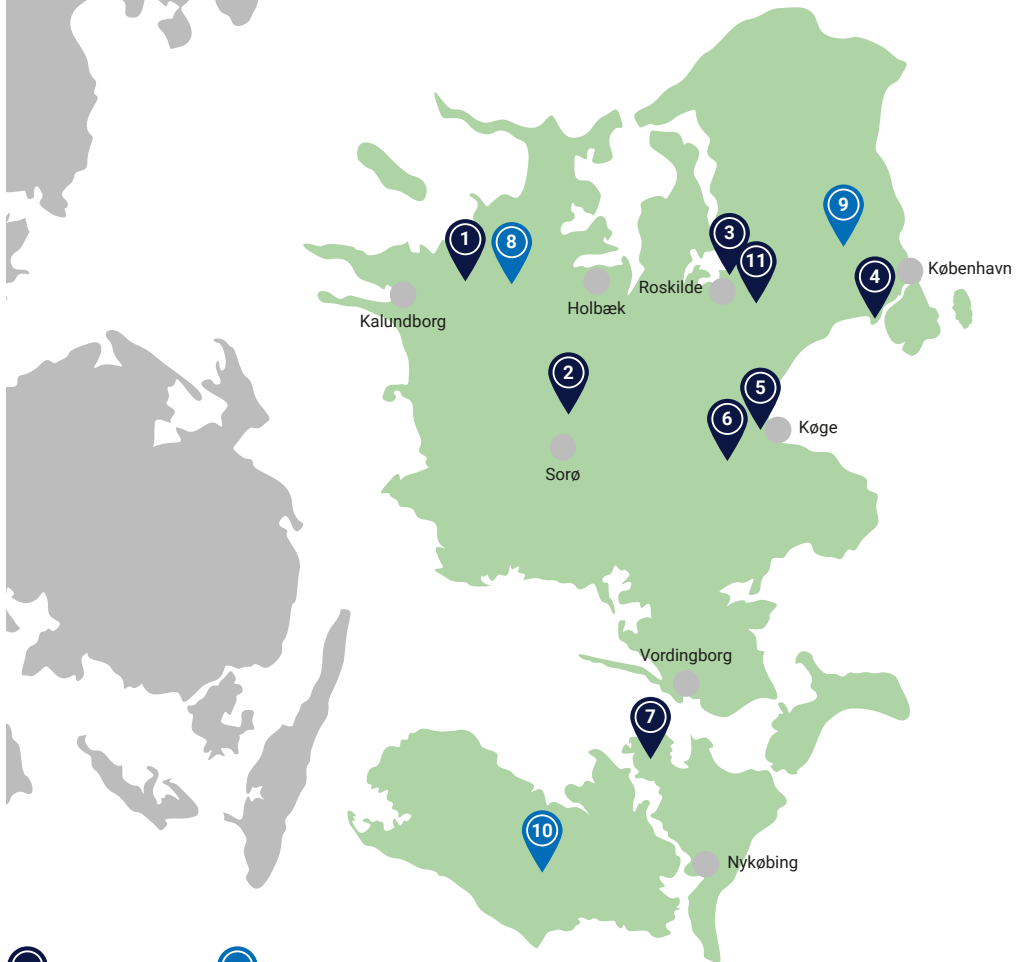 9
1
8
3
11
4
København
Roskilde
Holbæk
Kalundborg
2
5
6
Køge
Sorø
Vordingborg
7
10
Nykøbing